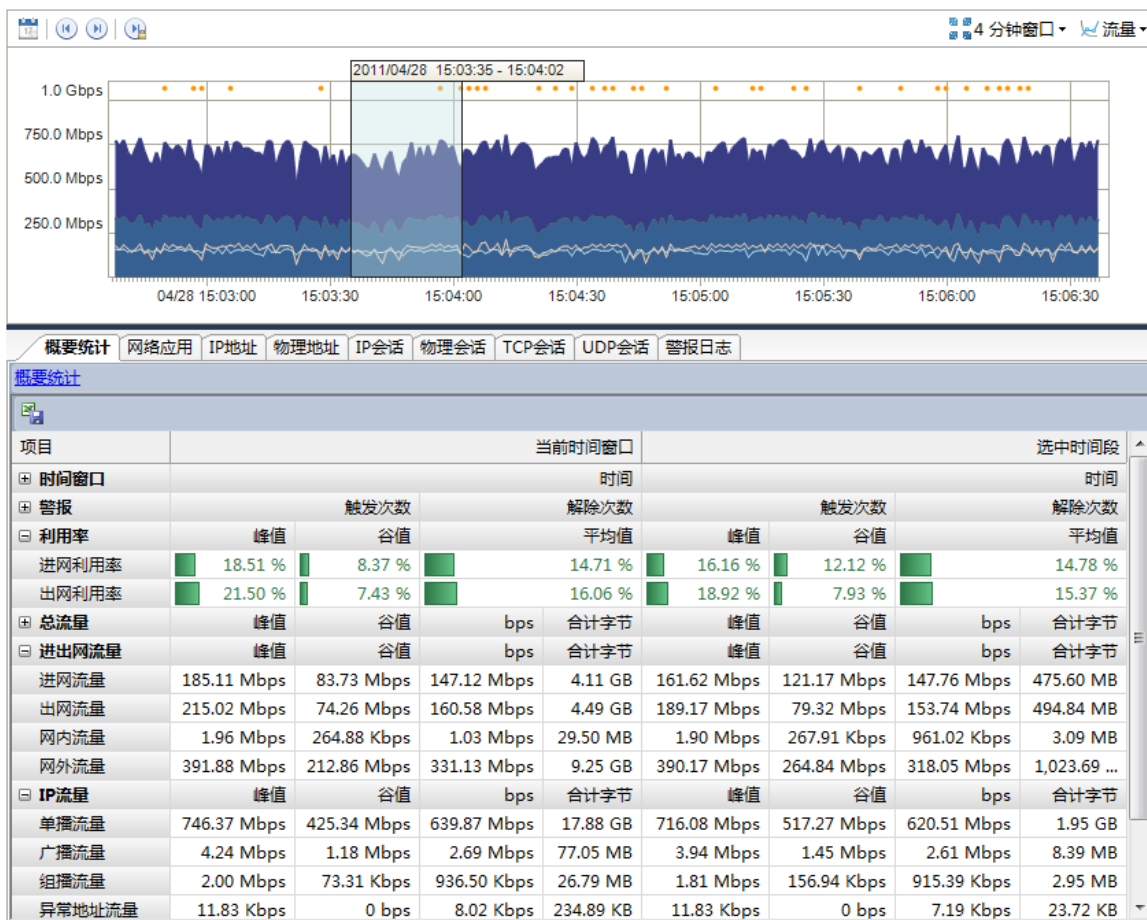 4 分钟窗口 流量
2011/04/28 15:03:35 - 15:04:02
1.0 Gbps
750.0 Mbps
500.0 Mbps
250.0 Mbps
04/28 15:03:00 15:03:30 15:04:00 15:04:30 15:05:00 15:05:30 15:06:00 15:06:30
概要统计 网络应用 IP地址 物理地址 IP会话 物理会话 TCP会话 UDP会话 警报日志
概要统计
项目 当前时间窗口 选中时间段
时间窗口 时间 时间
警报 触发次数 解除次数 触发次数 解除次数
利用率 峰值 谷值 平均值 峰值 谷值 平均值
进网利用率 18.51 % 8.37 % 14.71 % 16.16 % 12.12 % 14.78 %
出网利用率 21.50 % 7.43 % 16.06 % 18.92 % 7.93 % 15.37 %
总流量 峰值 谷值 bps 合计字节 峰值 谷值 bps 合计字节
进出网流量 峰值 谷值 bps 合计字节 峰值 谷值 bps 合计字节
进网流量 185.11 Mbps 83.73 Mbps 147.12 Mbps 4.11 GB 161.62 Mbps 121.17 Mbps 147.76 Mbps 475.60 MB
出网流量 215.02 Mbps 74.26 Mbps 160.58 Mbps 4.49 GB 189.17 Mbps 79.32 Mbps 153.74 Mbps 494.84 MB
网内流量 1.96 Mbps 264.88 Kbps 1.03 Mbps 29.50 MB 1.90 Mbps 267.91 Kbps 961.02 Kbps 3.09 MB
网外流量 391.88 Mbps 212.86 Mbps 331.13 Mbps 9.25 GB 390.17 Mbps 264.84 Mbps 318.05 Mbps 1,023.69 ...
IP流量 峰值 谷值 bps 合计字节 峰值 谷值 bps 合计字节
单播流量 746.37 Mbps 425.34 Mbps 639.87 Mbps 17.88 GB 716.08 Mbps 517.27 Mbps 620.51 Mbps 1.95 GB
广播流量 4.24 Mbps 1.18 Mbps 2.69 Mbps 77.05 MB 3.94 Mbps 1.45 Mbps 2.61 Mbps 8.39 MB
组播流量 2.00 Mbps 73.31 Kbps 936.50 Kbps 26.79 MB 1.81 Mbps 156.94 Kbps 915.39 Kbps 2.95 MB
异常地址流量 11.83 Kbps 0 bps 8.02 Kbps 234.89 KB 11.83 Kbps 0 bps 7.19 Kbps 23.72 KB